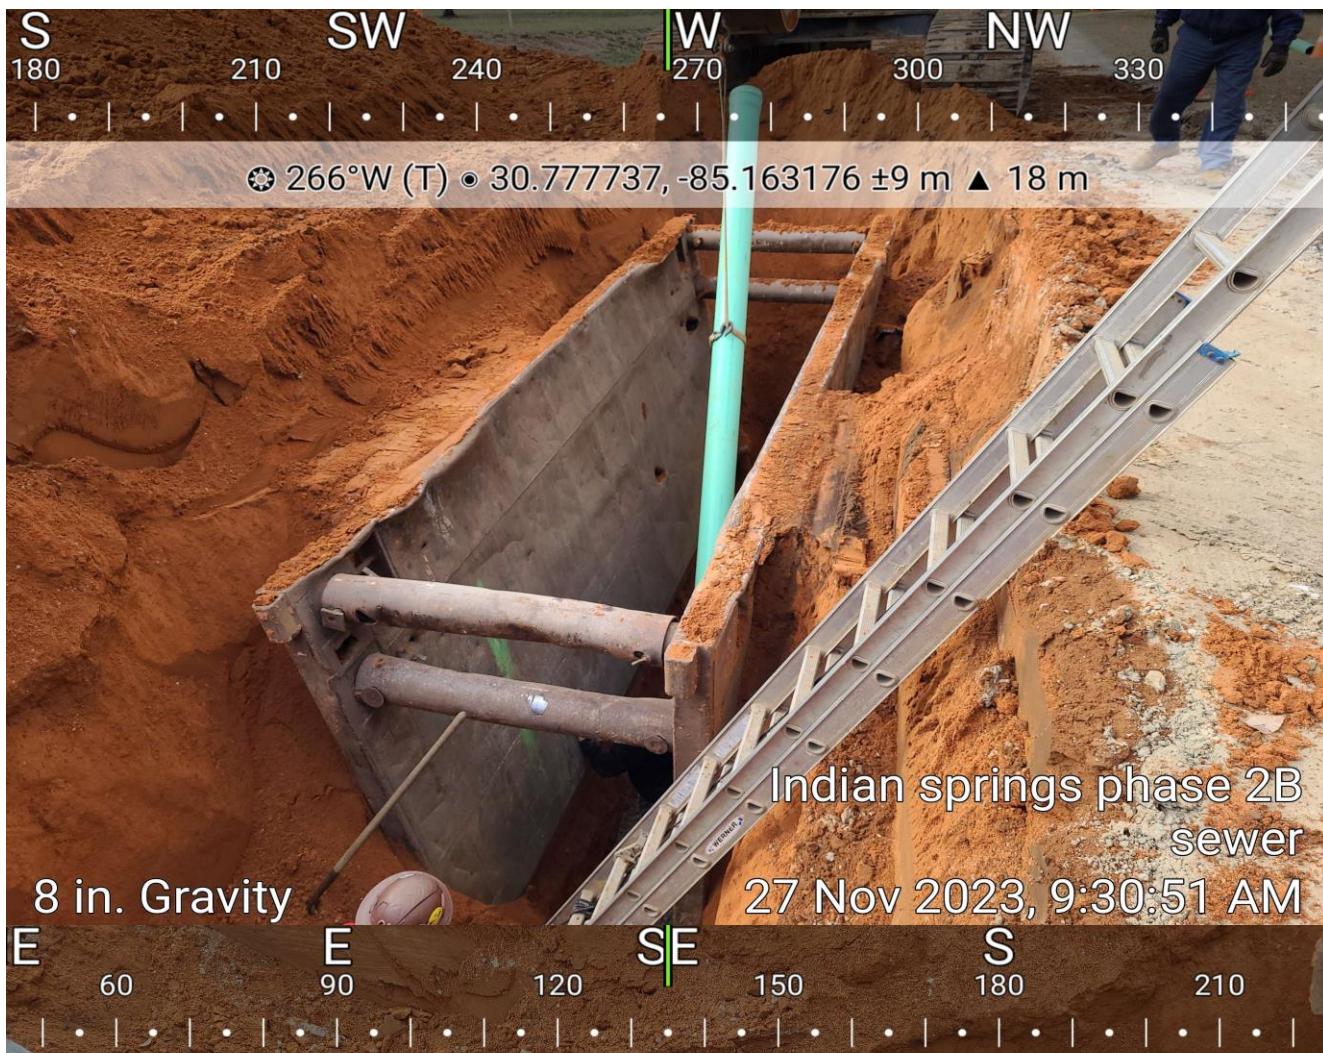 S SW W NW
180 210 240 270 300 330
266°W (T) 30.777737, -85.163176 ±9 m ▲ 18 m
WERNER
Indian springs phase 2B
sewer
8 in. Gravity
27 Nov 2023, 9:30:51 AM
E E SE S
60 90 120 150 180 210